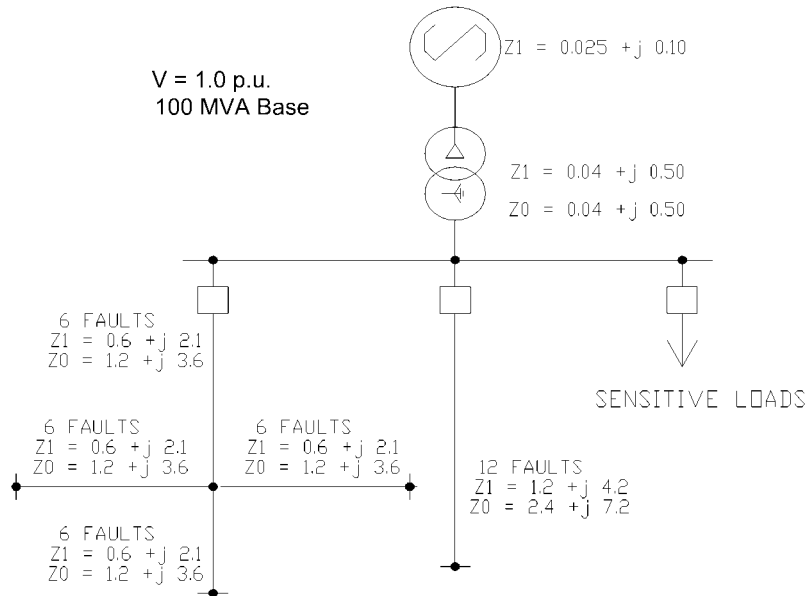 Z1 = 0.025 +j 0.10
V = 1.0 p.u.
100 MVA Base
Z1 = 0.04 +j 0.50
Z0 = 0.04 +j 0.50
6 FAULTS
Z1 = 0.6 +j 2.1
Z0 = 1.2 +j 3.6
SENSITIVE LOADS
6 FAULTS
Z1 = 0.6 +j 2.1
Z0 = 1.2 +j 3.6
6 FAULTS
Z1 = 0.6 +j 2.1
Z0 = 1.2 +j 3.6
12 FAULTS
Z1 = 1.2 +j 4.2
Z0 = 2.4 +j 7.2
6 FAULTS
Z1 = 0.6 +j 2.1
Z0 = 1.2 +j 3.6